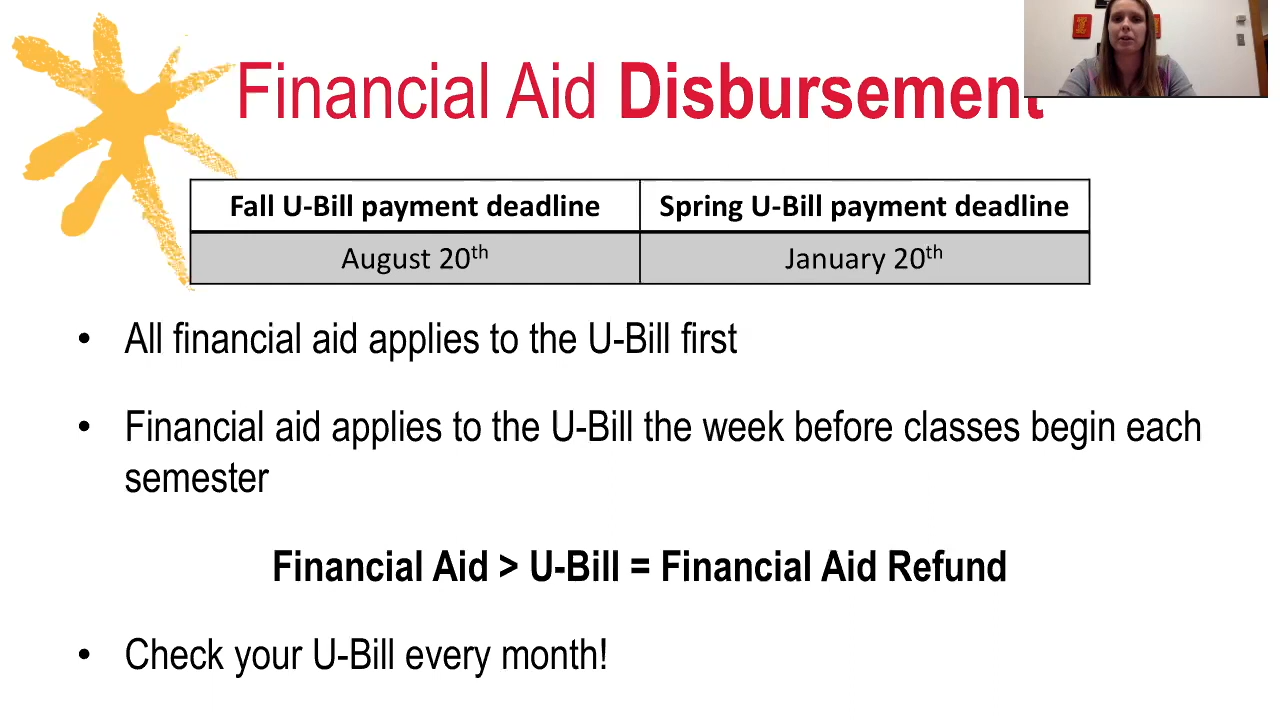 Financial Aid Disbursement
Fall U-Bill payment deadline
Spring U-Bill payment deadline
August 20th
January 20th
• All financial aid applies to the U-Bill first
• Financial aid applies to the U-Bill the week before classes begin each
semester
Financial Aid > U-Bill = Financial Aid Refund
• Check your U-Bill every month!